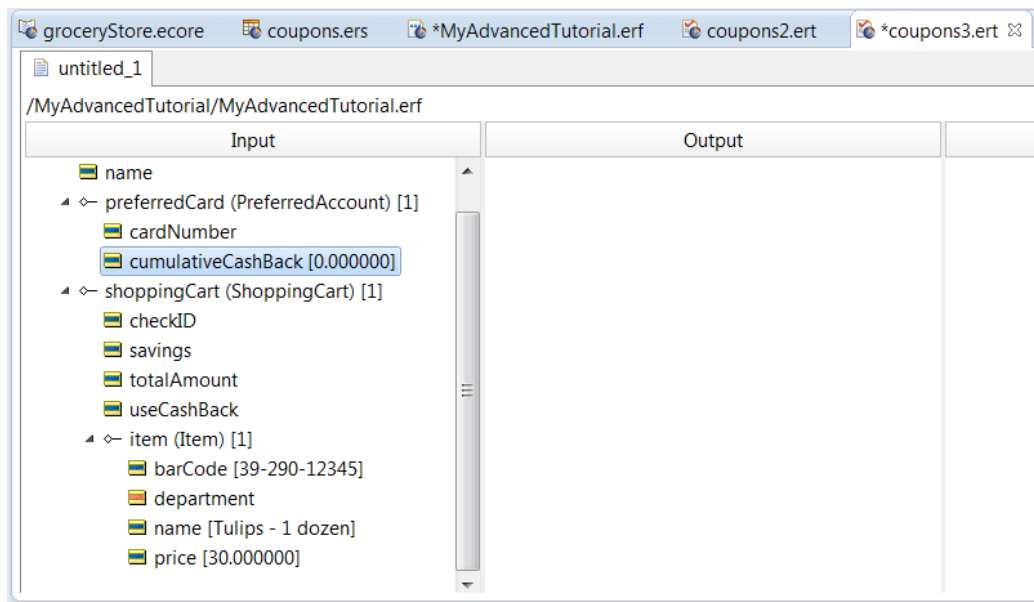 groceryStore.ecore coupons.ers *MyAdvancedTutorial.erf coupons2.ert *coupons3.ert
untitled_1
/MyAdvancedTutorial/MyAdvancedTutorial.erf
Input Output
name
preferredCard (PreferredAccount) [1]
cardNumber
cumulativeCashBack [0.000000]
shoppingCart (ShoppingCart) [1]
checkID
savings
totalAmount
useCashBack
item (Item) [1]
barCode [39-290-12345]
department
name [Tulips - 1 dozen]
price [30.000000]